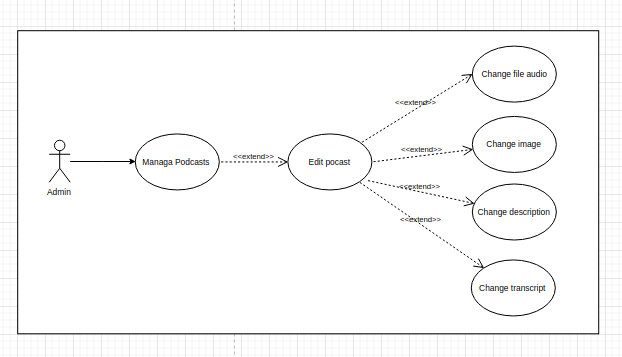 Change file audio
<<extend>>
Change image
<<extend>>
Managa Podcasts
<<extend>>
Edit pocast
Admin
<<extend>>
Change description
<<extend>>
Change transcript